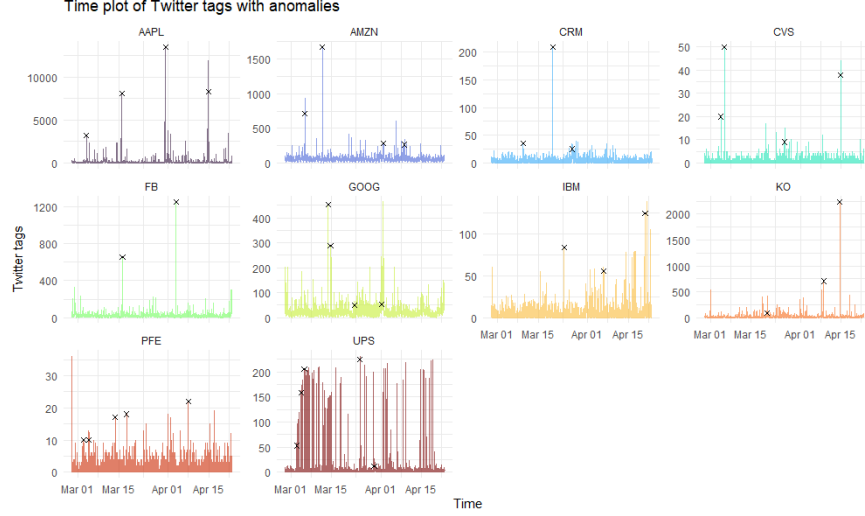 Time plot of Twitter tags with anomalies
AAPL AMZN CRM CVS
10000 5000 0
1500 1000 500 0
200 150 100 50 0
50 40 30 20 10 0
FB GOOG IBM KO
1200 800 400 0
400 300 200 100 0
100 50 0
2000 1500 1000 500 0
Twitter tags
Mar 01 Mar 15 Apr 01 Apr 15
Mar 01 Mar 15 Apr 01 Apr 15
PFE UPS
30 20 10 0
200 150 100 50 0
Mar 01 Mar 15 Apr 01 Apr 15
Mar 01 Mar 15 Apr 01 Apr 15
Time